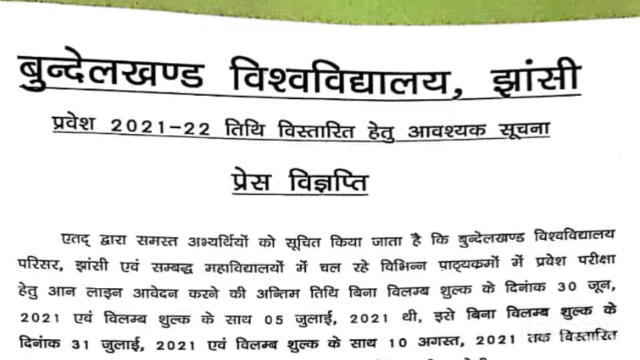 बुन्देलखण्ड विश्वविद्यालय, झांसी
प्रवेश 2021-22 तिथि विस्तारित हेतु आवश्यक सूचना
प्रेस विज्ञप्ति
एतद् द्वारा समस्त अभ्यर्थियों को सूचित किया जाता है कि बुन्देलखण्ड विश्वविद्यालय
परिसर, झांसी एवं सम्बद्ध महाविद्यालयों में चल रहे विभिन्न पाठ्यक्रमों में प्रवेश परीक्षा
हेतु आन लाइन आवेदन करने की अन्तिम तिथि बिना विलम्ब शुल्क के दिनांक 30 जून,
2021 एवं विलम्ब शुल्क के साथ 05 जुलाई, 2021 थी, इसे बिना विलम्ब शुल्क के
दिनांक 31 जुलाई, 2021 एवं विलम्ब शुल्क के साथ 10 अगस्त, 2021 तक विस्तारित